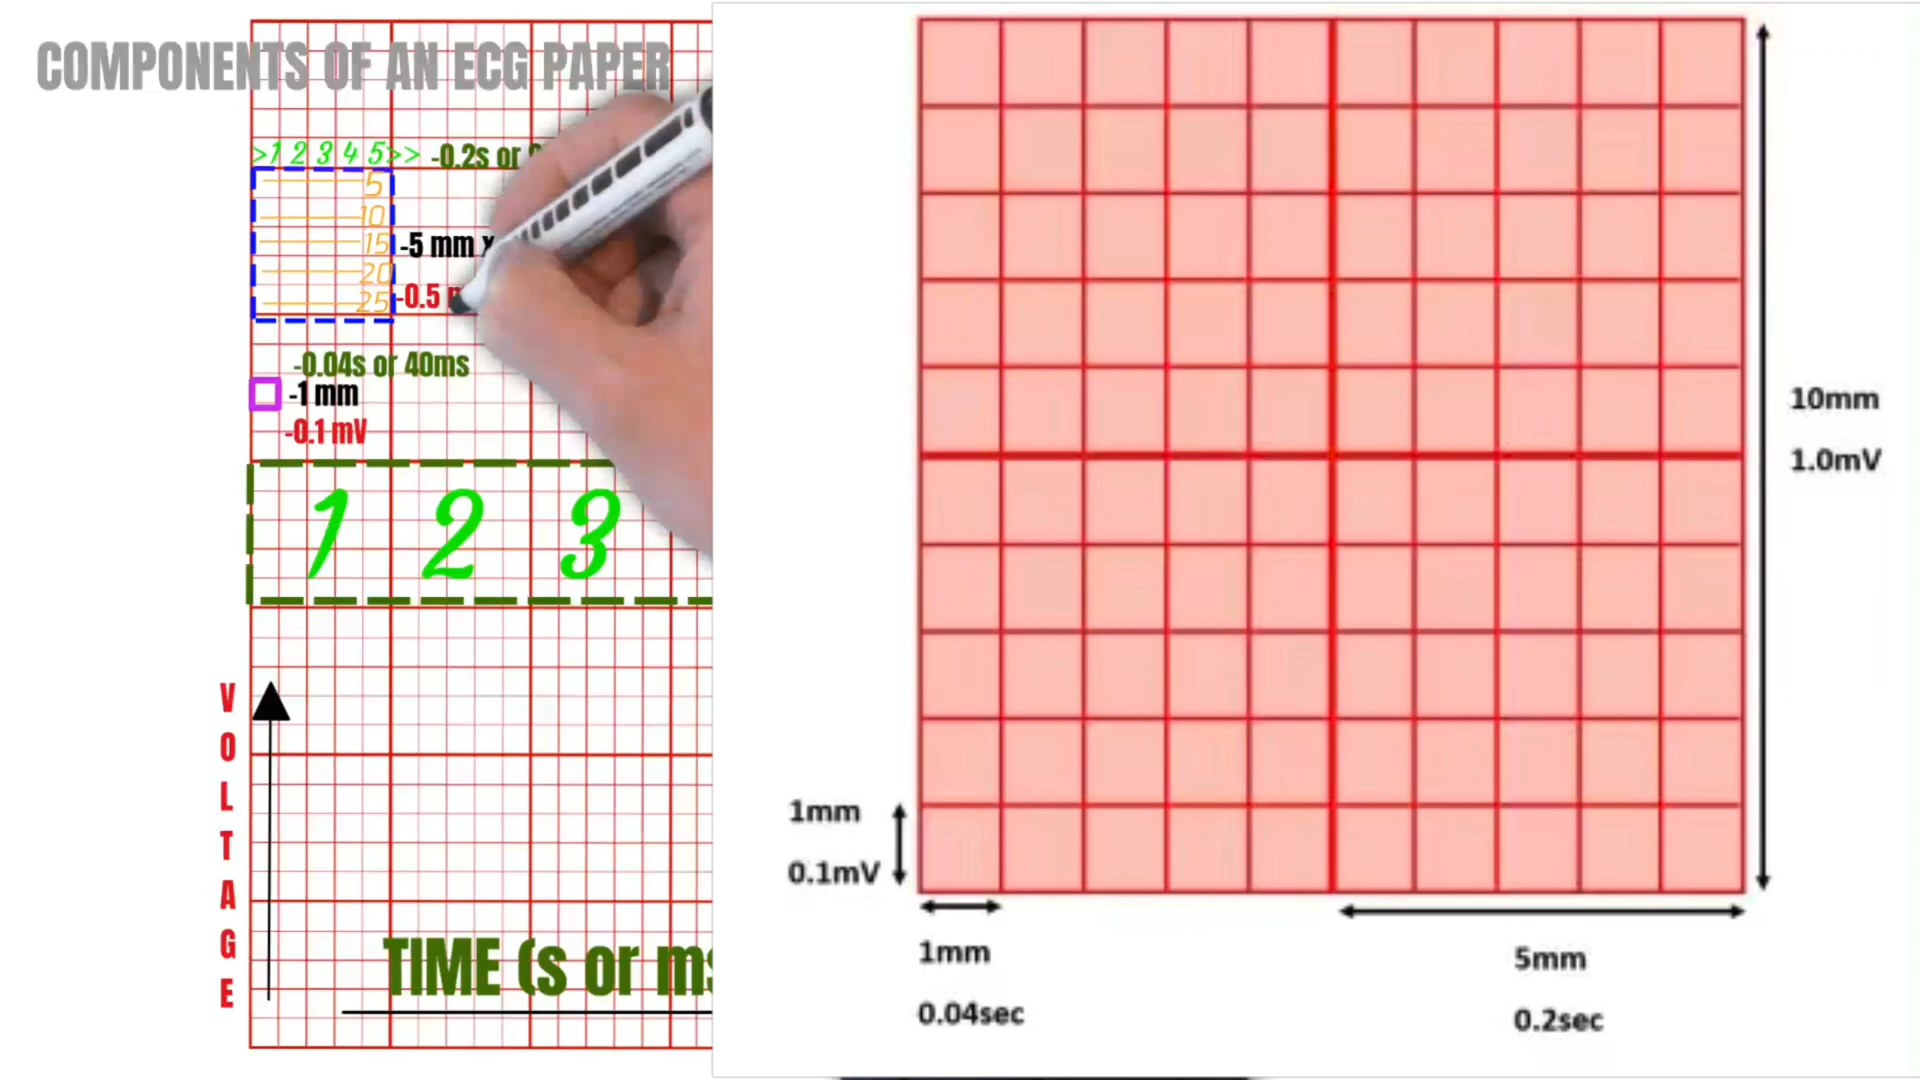 COMPONENTS OF AN ECG PAPER
>1 2 3 4 5>> -0.2s or
5
10
15
20
25
-5 mm x
-0.5
-0.04s or 40ms
-1 mm
-0.1 mV
1 2 3
VOLTAGE
TIME (s or ms
10mm
1.0mV
1mm
0.1mV
1mm
0.04sec
5mm
0.2sec